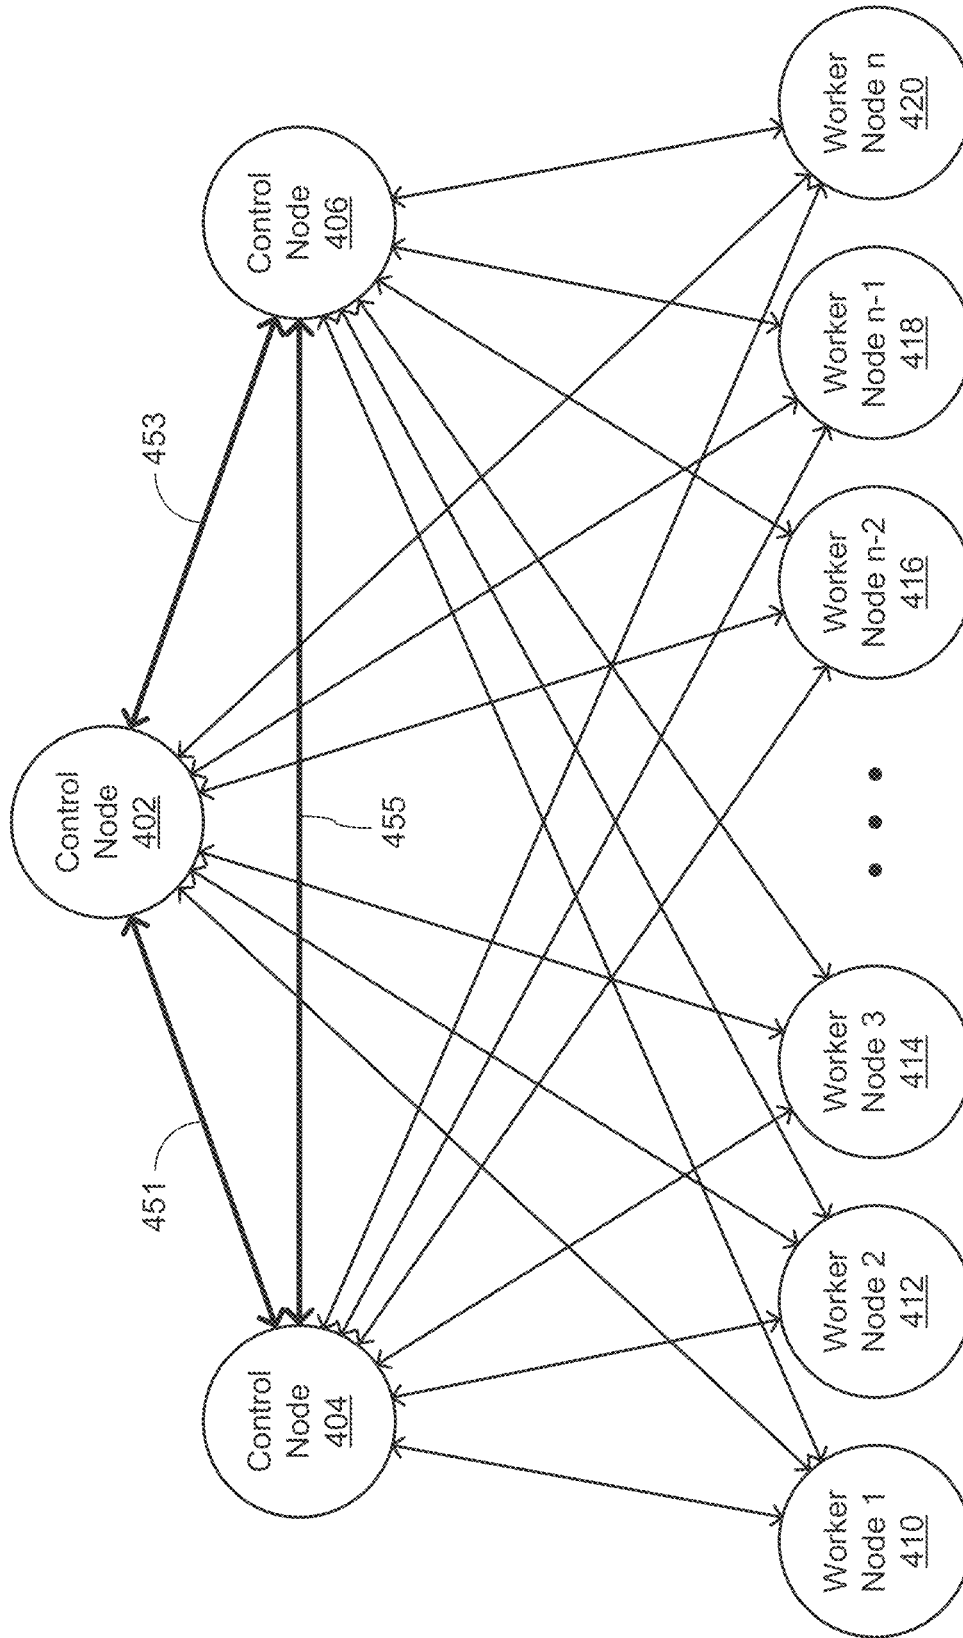 Control
Node
402
451
453
Control
Node
404
Control
Node
406
455
Worker
Node 1
410
Worker
Node 2
412
Worker
Node 3
414
Worker
Node n-2
416
Worker
Node n-1
418
Worker
Node n
420